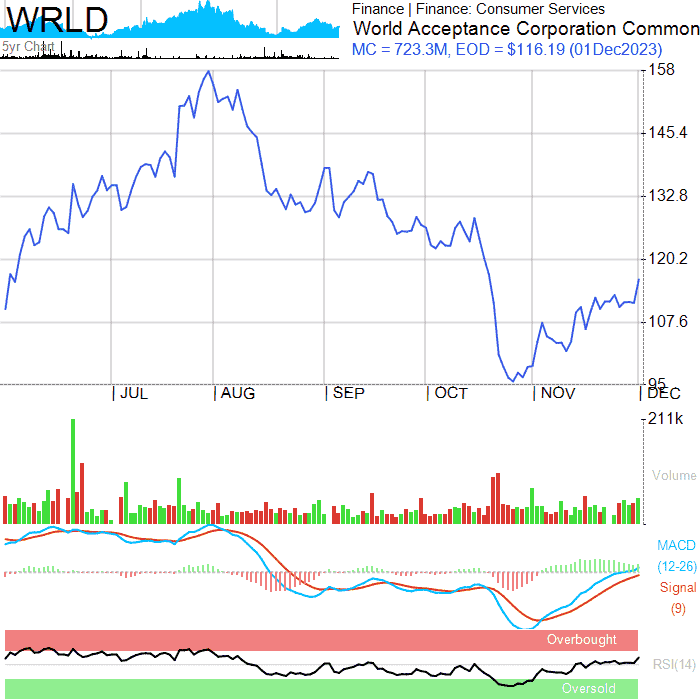 WRLD
5yr Chart
Finance | Finance: Consumer Services
World Acceptance Corporation Common
MC = 723.3M, EOD = $116.19 (01Dec2023)
158
145.4
132.8
120.2
107.6
95
JUL AUG SEP OCT NOV DEC
211k
Volume
MACD
(12-26)
Signal
(9)
Overbought
RSI(14)
Oversold